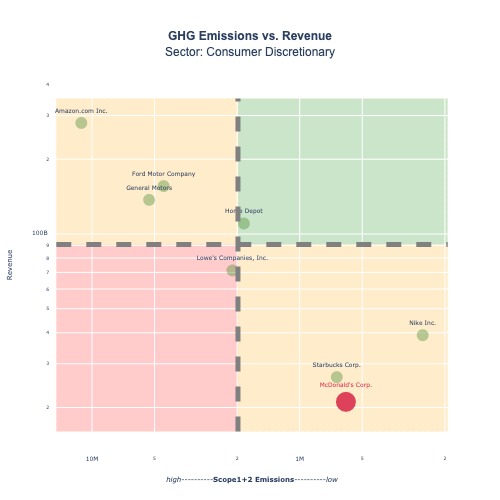 GHG Emissions vs. Revenue
Sector: Consumer Discretionary
4
Amazon.com Inc.
3
2
Ford Motor Company
General Motors
Home Depot
100B
9
Lowe's Companies, Inc.
8
7
6
5
Nike Inc.
4
Starbucks Corp.
3
McDonald's Corp.
2
Revenue
10M 5 2 1M 5 2
high----------Scope1+2 Emissions----------low